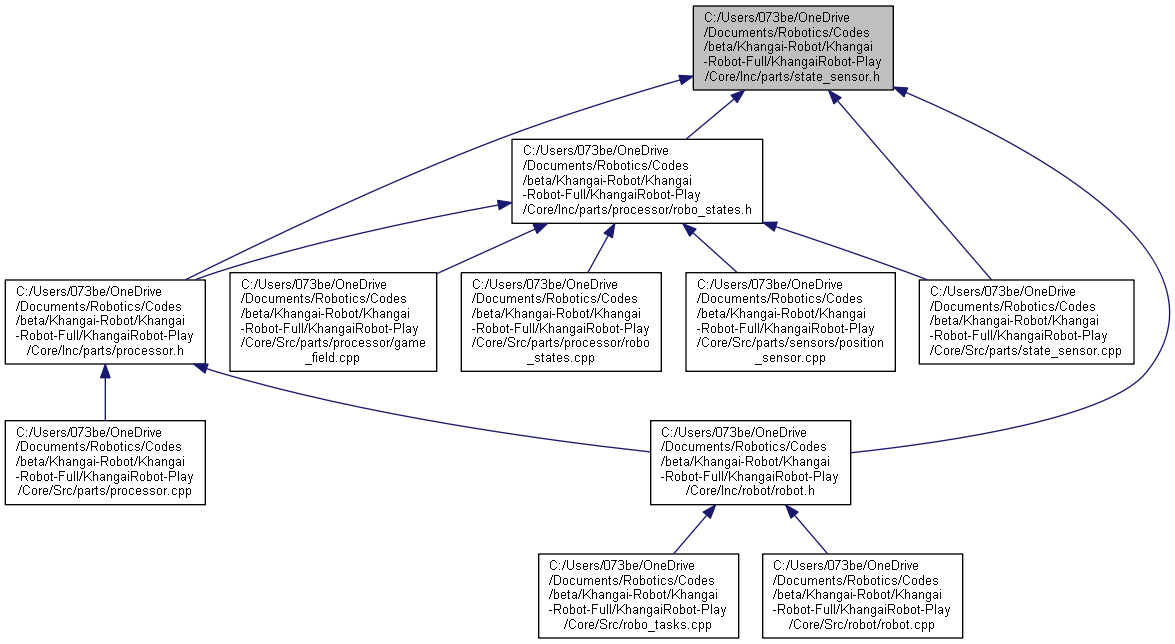 C:/Users/073be/OneDrive
/Documents/Robotics/Codes
/beta/Khangai-Robot/Khangai
-Robot-Full/KhangaiRobot-Play
/Core/Inc/parts/state_sensor.h
C:/Users/073be/OneDrive
/Documents/Robotics/Codes
/beta/Khangai-Robot/Khangai
-Robot-Full/KhangaiRobot-Play
/Core/Inc/parts/processor/robo_states.h
C:/Users/073be/OneDrive
/Documents/Robotics/Codes
/beta/Khangai-Robot/Khangai
-Robot-Full/KhangaiRobot-Play
/Core/Inc/parts/processor.h
C:/Users/073be/OneDrive
/Documents/Robotics/Codes
/beta/Khangai-Robot/Khangai
-Robot-Full/KhangaiRobot-Play
/Core/Src/parts/processor/game
_field.cpp
C:/Users/073be/OneDrive
/Documents/Robotics/Codes
/beta/Khangai-Robot/Khangai
-Robot-Full/KhangaiRobot-Play
/Core/Src/parts/processor/robo
_states.cpp
C:/Users/073be/OneDrive
/Documents/Robotics/Codes
/beta/Khangai-Robot/Khangai
-Robot-Full/KhangaiRobot-Play
/Core/Src/parts/sensors/position
_sensor.cpp
C:/Users/073be/OneDrive
/Documents/Robotics/Codes
/beta/Khangai-Robot/Khangai
-Robot-Full/KhangaiRobot-Play
/Core/Src/parts/state_sensor.cpp
C:/Users/073be/OneDrive
/Documents/Robotics/Codes
/beta/Khangai-Robot/Khangai
-Robot-Full/KhangaiRobot-Play
/Core/Src/parts/processor.cpp
C:/Users/073be/OneDrive
/Documents/Robotics/Codes
/beta/Khangai-Robot/Khangai
-Robot-Full/KhangaiRobot-Play
/Core/Inc/robot/robot.h
C:/Users/073be/OneDrive
/Documents/Robotics/Codes
/beta/Khangai-Robot/Khangai
-Robot-Full/KhangaiRobot-Play
/Core/Src/robo_tasks.cpp
C:/Users/073be/OneDrive
/Documents/Robotics/Codes
/beta/Khangai-Robot/Khangai
-Robot-Full/KhangaiRobot-Play
/Core/Src/robot/robot.cpp